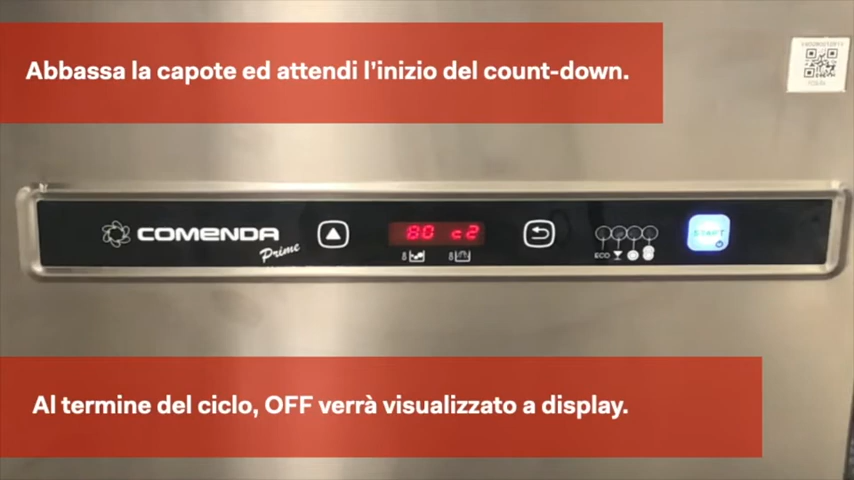 Abbassa la capote ed attendi l'inizio del count-down.
COMENDA
Prime
80 c2
ECO
START
Al termine del ciclo, OFF verrà visualizzato a display.